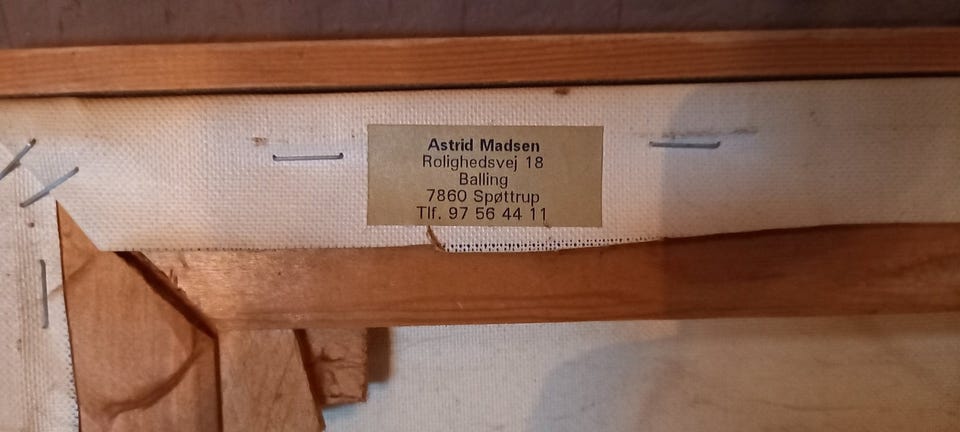 Astrid Madsen
Rolighedsvej 18
Balling
7860 Spøttrup
Tlf. 97 56 44 11